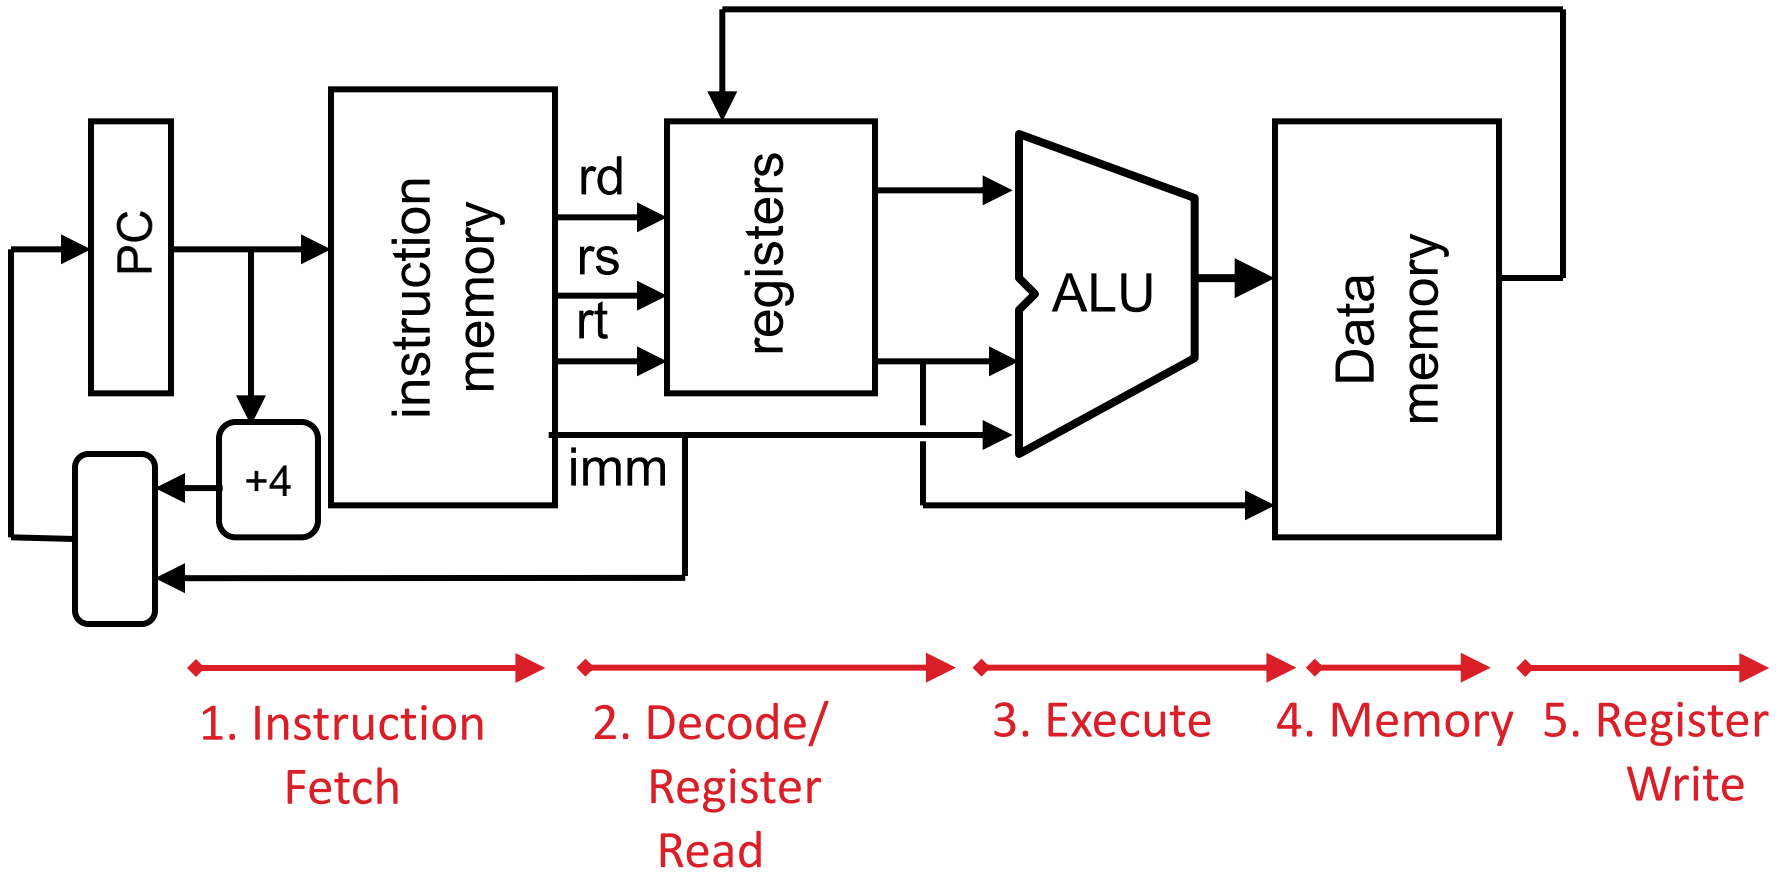 PC
+4
instruction
memory
rd
rs
rt
imm
registers
ALU
Data
memory
1. Instruction
Fetch
2. Decode/
Register
Read
3. Execute
4. Memory
5. Register
Write